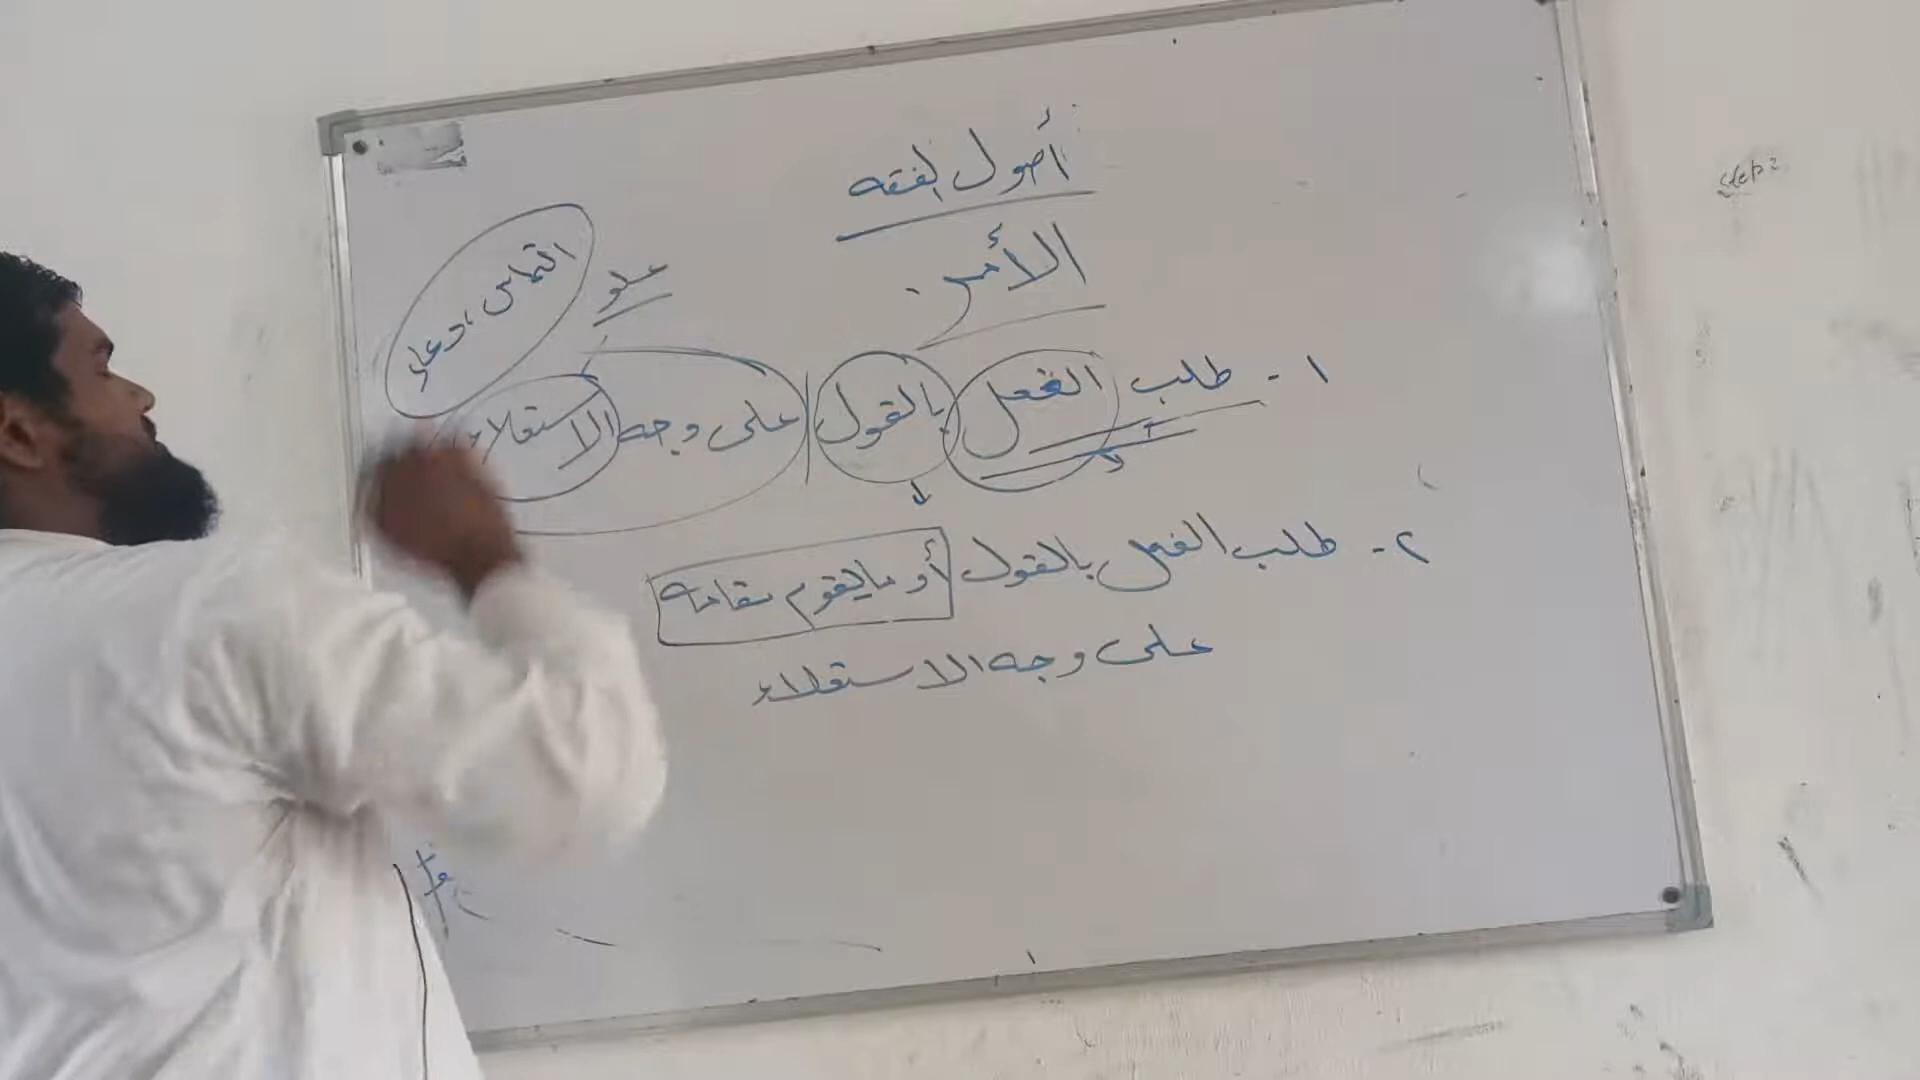 أصول الفقه
الأمر
علو
التماس، دعاء
١- طلب الفعل بالقول على وجه الاستعلاء
٢- طلب الفعل بالقول أو ما يقوم مقامه
على وجه الاستعلاء